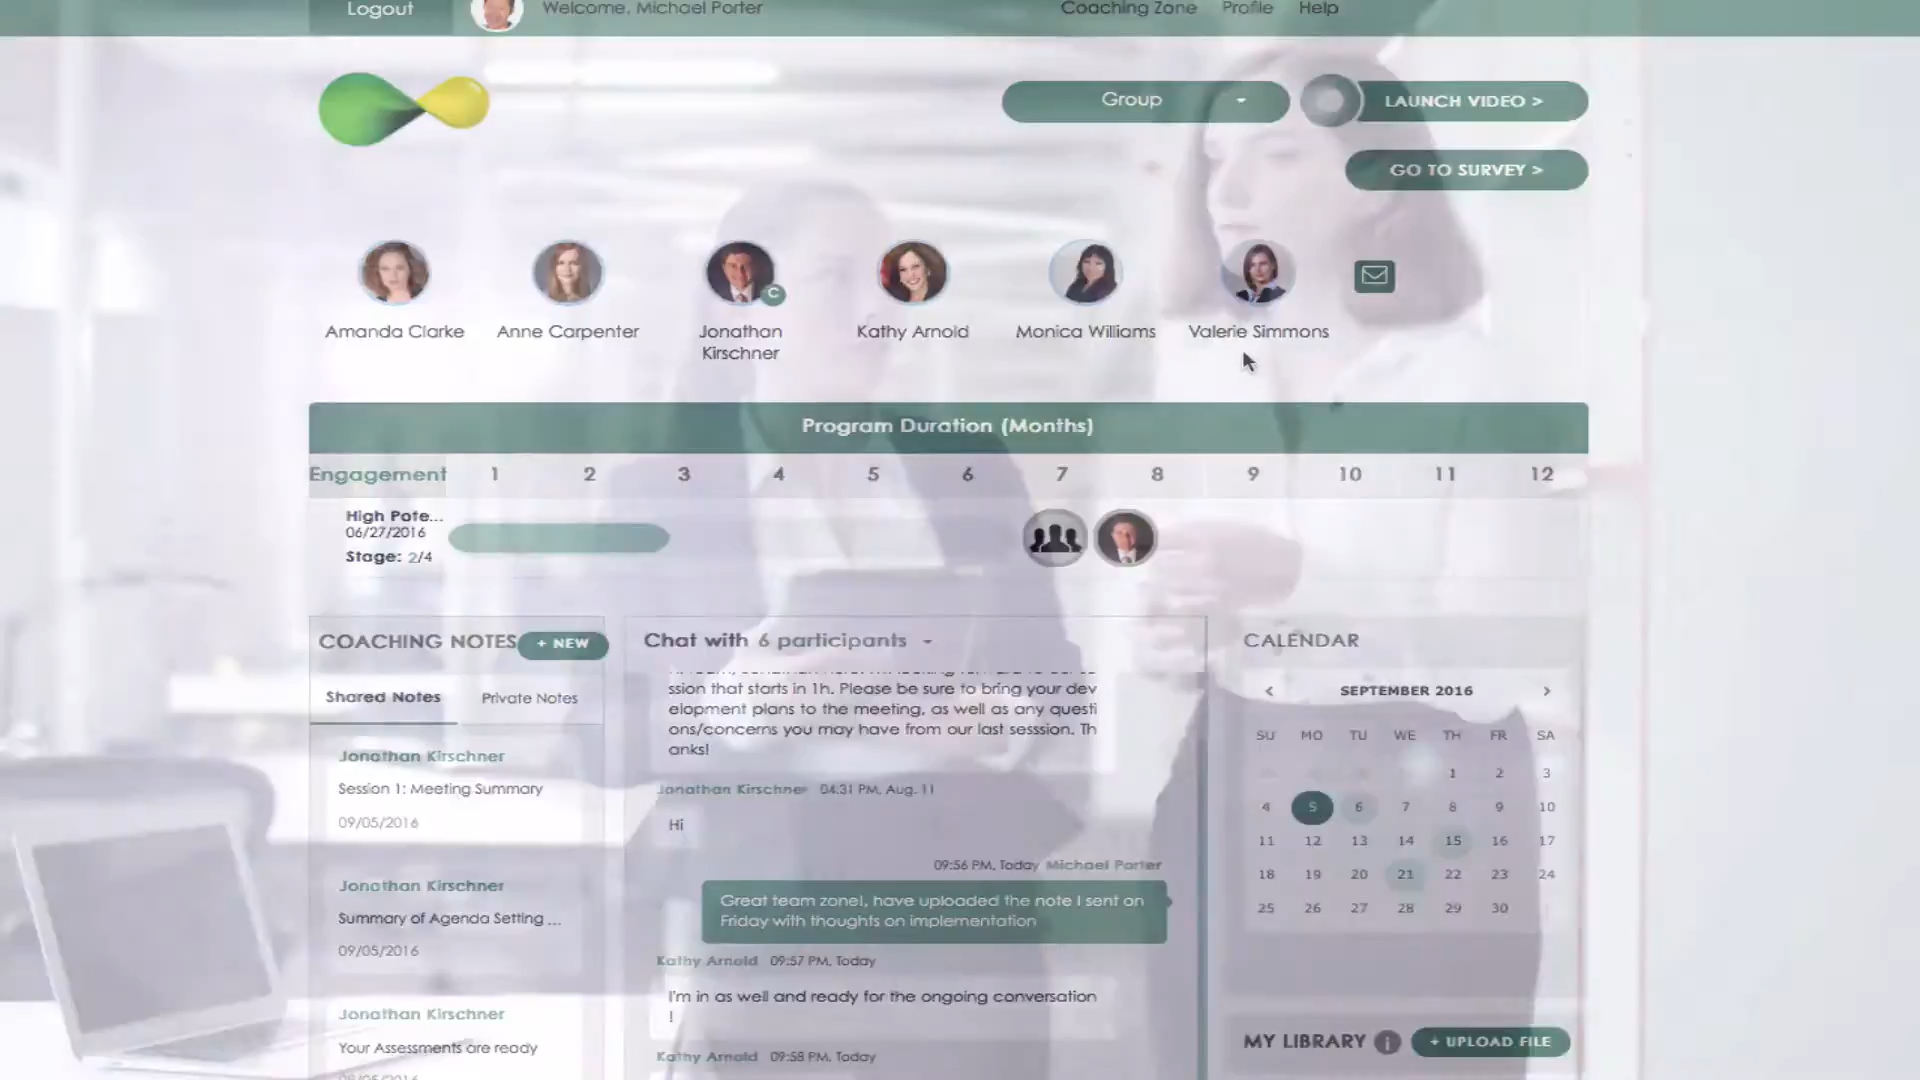 Logout
Welcome, Michael Porter
Coaching Zone
Profile
Help
Group
LAUNCH VIDEO >
GO TO SURVEY >
Amanda Clarke
Anne Carpenter
Jonathan
Kirschner
C
Kathy Arnold
Monica Williams
Valerie Simmons
Program Duration (Months)
Engagement 1 2 3 4 5 6 7 8 9 10 11 12
High Pote...
06/27/2016
Stage: 2/4
COACHING NOTES
+ NEW
Shared Notes
Private Notes
Jonathan Kirschner
Session 1: Meeting Summary
09/05/2016
Jonathan Kirschner
Summary of Agenda Setting ...
09/05/2016
Jonathan Kirschner
Your Assessments are ready
Chat with 6 participants
ssion that starts in 1h. Please be sure to bring your dev
elopment plans to the meeting, as well as any questi
ons/concerns you may have from our last sesssion. Th
anks!
Jonathan Kirschner 04:31 PM, Aug. 11
Hi
09:56 PM, Today Michael Porter
Great team zone!, have uploaded the note I sent on
Friday with thoughts on implementation
Kathy Arnold 09:57 PM, Today
I'm in as well and ready for the ongoing conversation
!
Kathy Arnold 09:58 PM, Today
CALENDAR
< SEPTEMBER 2016 >
SU MO TU WE TH FR SA
1 2 3
4 5 6 7 8 9 10
11 12 13 14 15 16 17
18 19 20 21 22 23 24
25 26 27 28 29 30
MY LIBRARY
i
+ UPLOAD FILE